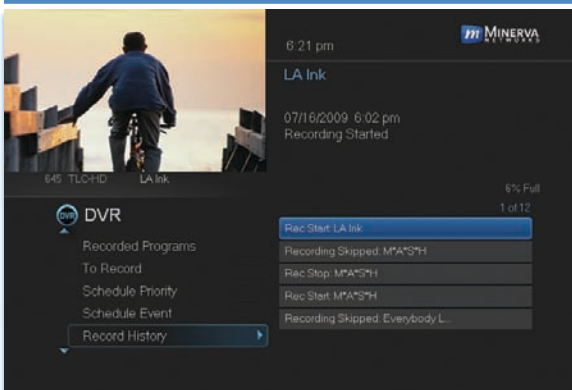 6:21 pm
m MINERVA
NETWORKS
LA Ink
07/16/2009 6:02 pm
Recording Started
645 TLC-HD LA Ink
6% Full
1 of 12
DVR DVR
Recorded Programs
To Record
Schedule Priority
Schedule Event
Record History
Rec Start: LA Ink
Recording Skipped: M*A*S*H
Rec Stop: M*A*S*H
Rec Start: M*A*S*H
Recording Skipped: Everybody L...